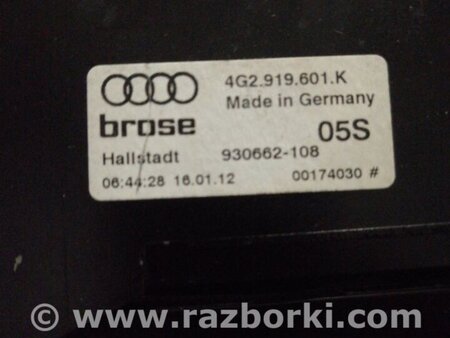 4G2.919.601.K
Made in Germany
brose
05S
Hallstadt 930662-108
06:44:28 16.01.12 00174030 #
© www.razborki.com